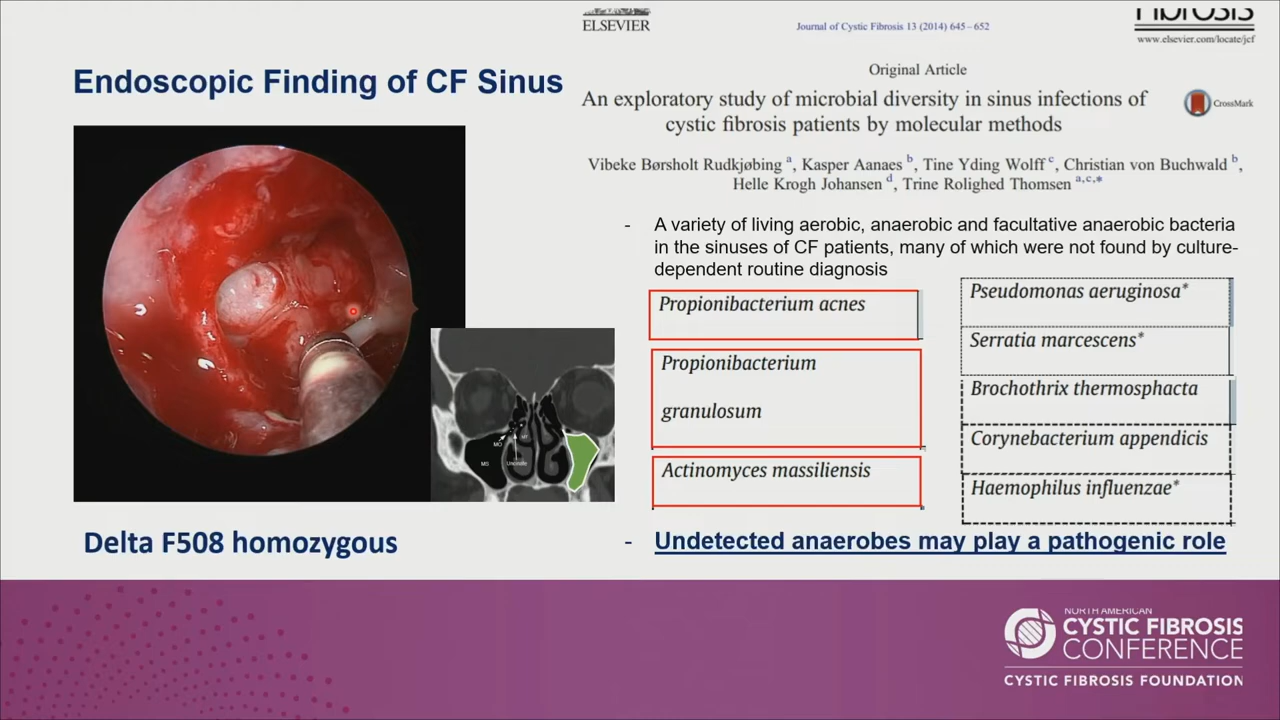 Endoscopic Finding of CF Sinus
ELSEVIER
Journal of Cystic Fibrosis 13 (2014) 645–652
www.elsevier.com/locate/jcf
Original Article
An exploratory study of microbial diversity in sinus infections of
cystic fibrosis patients by molecular methods
CrossMark
Vibeke Børsholt Rudkjøbing a, Kasper Aanaes b, Tine Yding Wolff c, Christian von Buchwald b,
Helle Krogh Johansen d, Trine Rolighed Thomsen a,c,*
- A variety of living aerobic, anaerobic and facultative anaerobic bacteria
in the sinuses of CF patients, many of which were not found by culture-
dependent routine diagnosis
Propionibacterium acnes
Propionibacterium
granulosum
Actinomyces massiliensis
Pseudomonas aeruginosa*
Serratia marcescens*
Brochothrix thermosphacta
Corynebacterium appendicis
Haemophilus influenzae*
MO
MS
Uncinate
Delta F508 homozygous
- Undetected anaerobes may play a pathogenic role
NORTH AMERICAN
CYSTIC FIBROSIS
CONFERENCE
CYSTIC FIBROSIS FOUNDATION